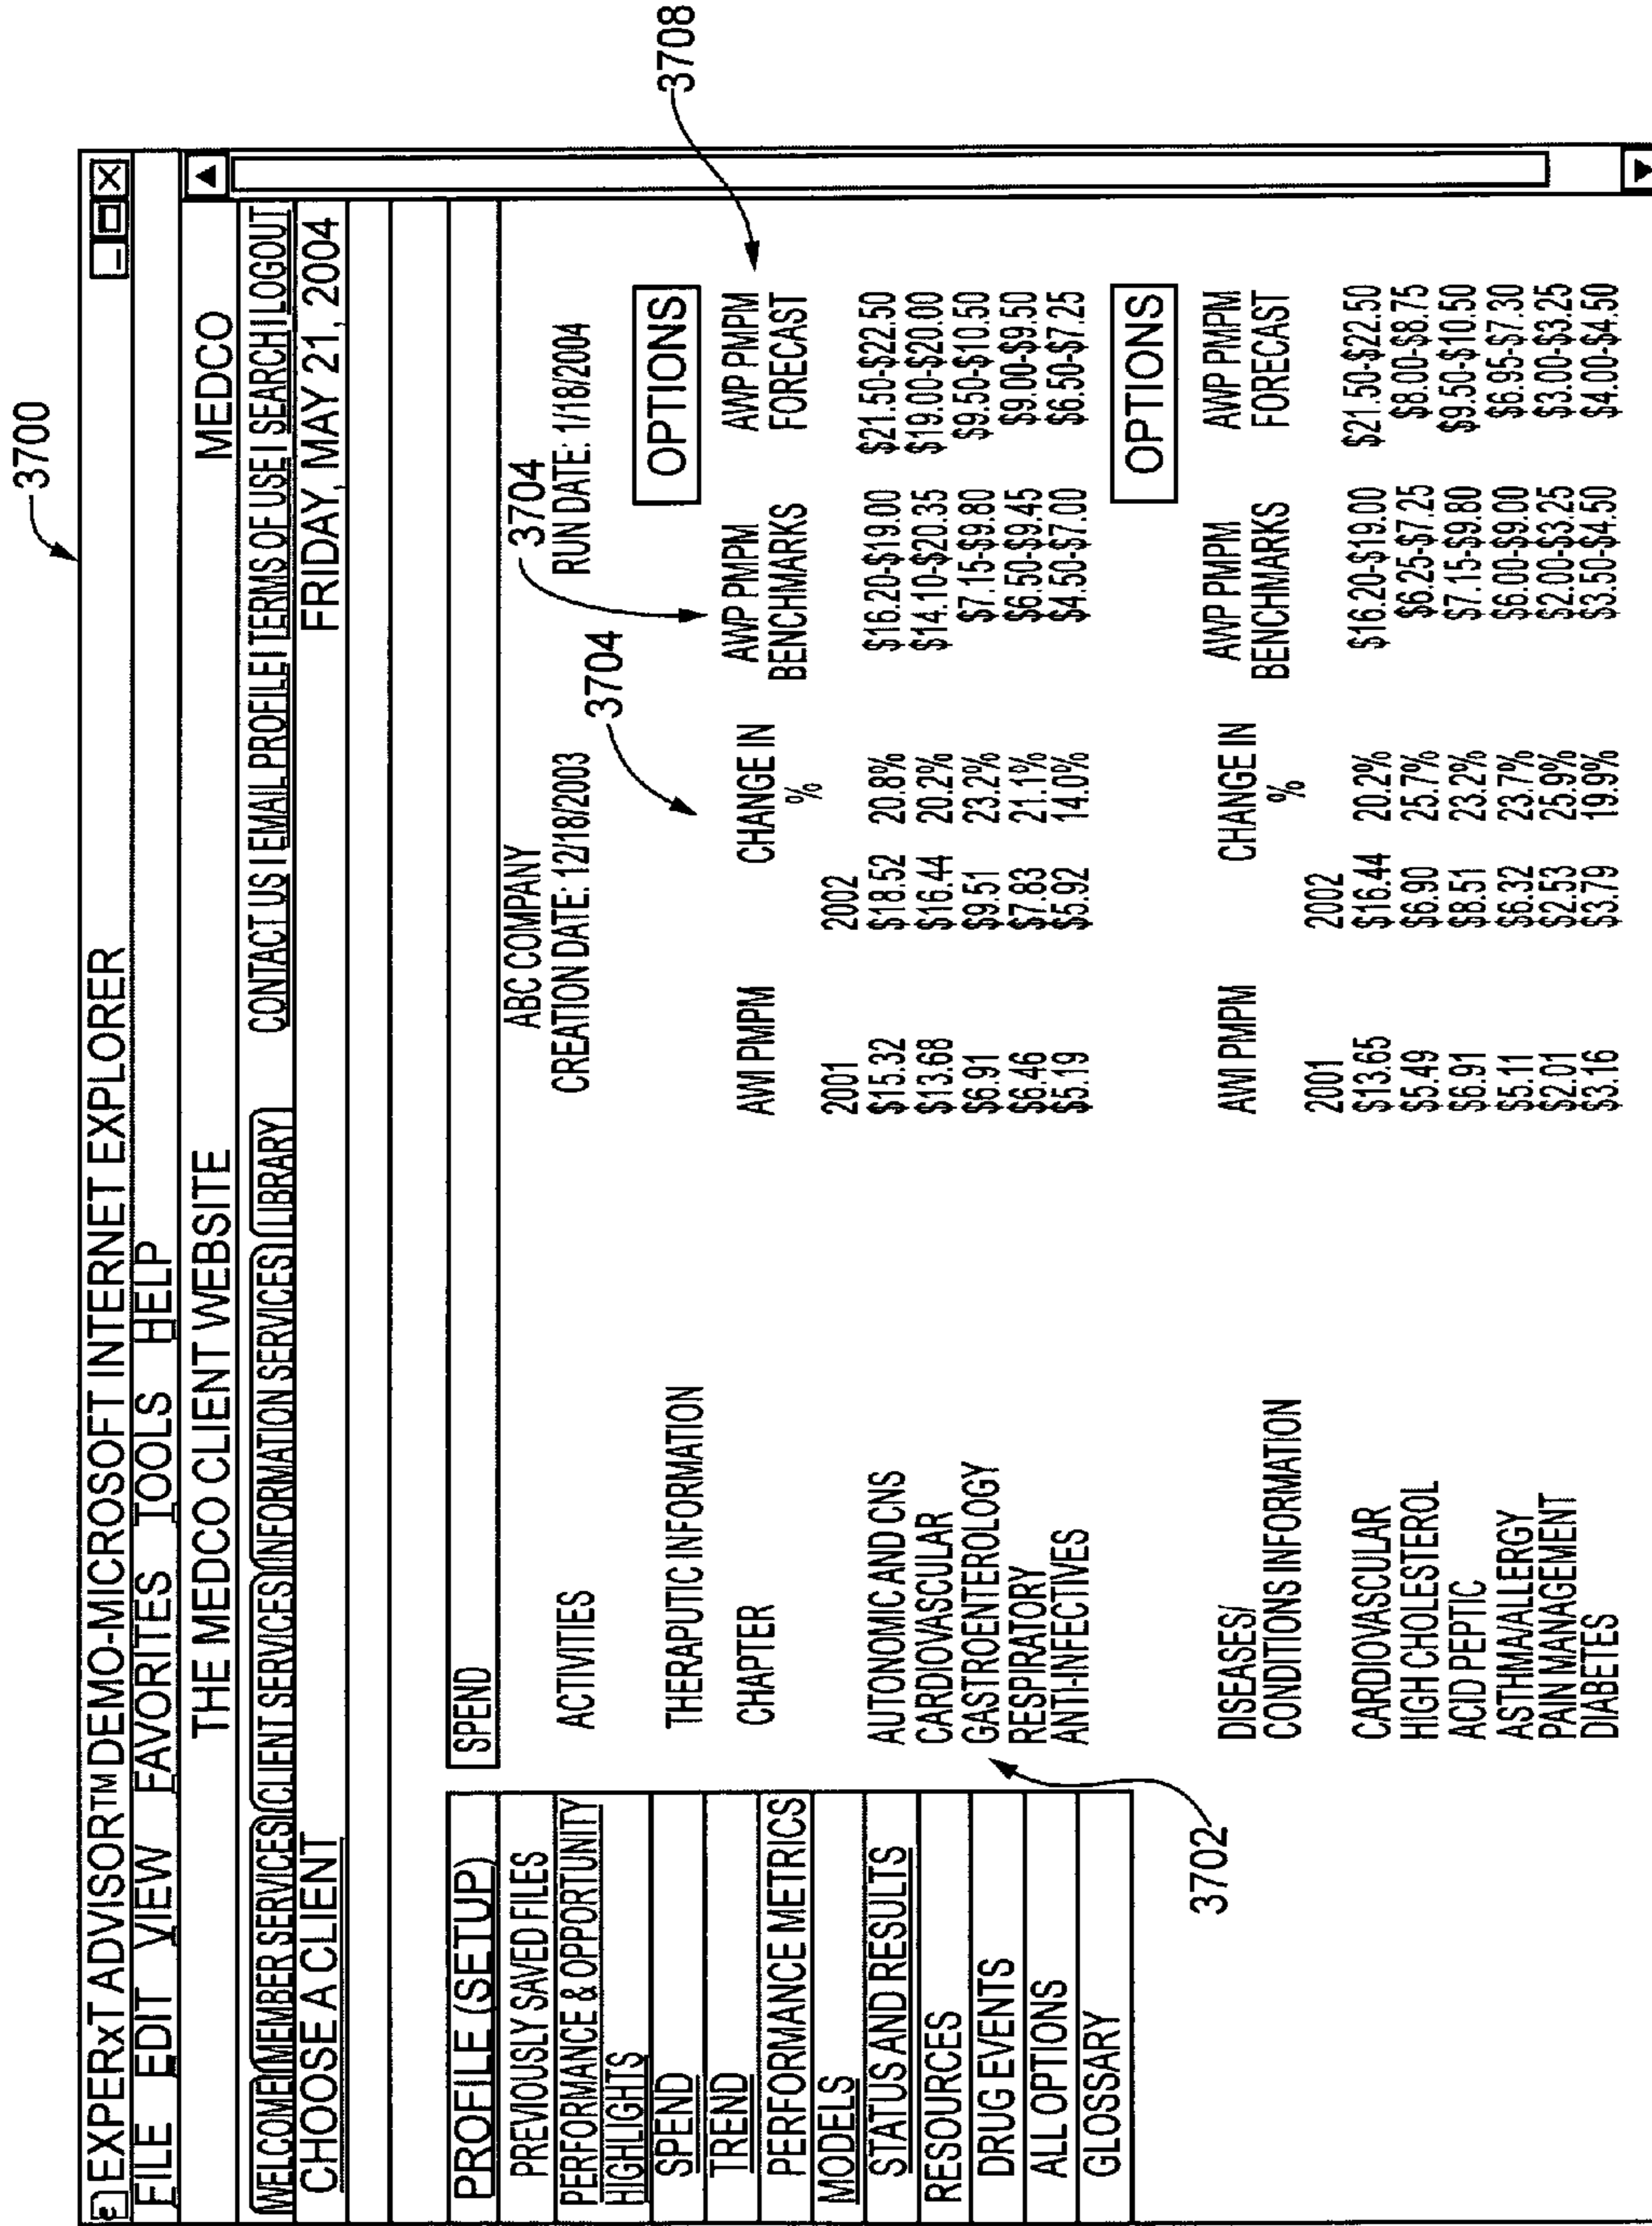 3700
EXPERxT ADVISOR™ DEMO-MICROSOFT INTERNET EXPLORER
FILE EDIT VIEW FAVORITES TOOLS HELP
THE MEDCO CLIENT WEBSITE MEDCO
WELCOME MEMBER SERVICES CLIENT SERVICES INFORMATION SERVICES LIBRARY CONTACT US | EMAIL PROFILE | TERMS OF USE | SEARCH | LOGOUT
CHOOSE A CLIENT FRIDAY, MAY 21, 2004
PROFILE (SETUP)
PREVIOUSLY SAVED FILES
PERFORMANCE & OPPORTUNITY
HIGHLIGHTS
SPEND
TREND
PERFORMANCE METRICS
MODELS
STATUS AND RESULTS
RESOURCES
DRUG EVENTS
ALL OPTIONS
GLOSSARY
3702
SPEND
ABC COMPANY
ACTIVITIES CREATION DATE: 12/18/2003 RUN DATE: 1/18/2004
3704
3704
3708
THERAPUTIC INFORMATION OPTIONS
CHAPTER AWI PMPM CHANGE IN AWP PMPM AWP PMPM
% BENCHMARKS FORECAST
2001 2002
AUTONOMIC AND CNS $15.32 $18.52 20.8% $16.20-$19.00 $21.50-$22.50
CARDIOVASCULAR $13.68 $16.44 20.2% $14.10-$20.35 $19.00-$20.00
GASTROENTEROLOGY $6.91 $9.51 23.2% $7.15-$9.80 $9.50-$10.50
RESPIRATORY $6.46 $7.83 21.1% $6.50-$9.45 $9.00-$9.50
ANTI-INFECTIVES $5.19 $5.92 14.0% $4.50-$7.00 $6.50-$7.25
OPTIONS
DISEASES/ AWI PMPM CHANGE IN AWP PMPM AWP PMPM
CONDITIONS INFORMATION % BENCHMARKS FORECAST
2001 2002
CARDIOVASCULAR $13.65 $16.44 20.2% $16.20-$19.00 $21.50-$22.50
HIGH CHOLESTEROL $5.49 $6.90 25.7% $6.25-$7.25 $8.00-$8.75
ACID PEPTIC $6.91 $8.51 23.2% $7.15-$9.80 $9.50-$10.50
ASTHMA/ALLERGY $5.11 $6.32 23.7% $6.00-$9.00 $6.95-$7.30
PAIN MANAGEMENT $2.01 $2.53 25.9% $2.00-$3.25 $3.00-$3.25
DIABETES $3.16 $3.79 19.9% $3.50-$4.50 $4.00-$4.50